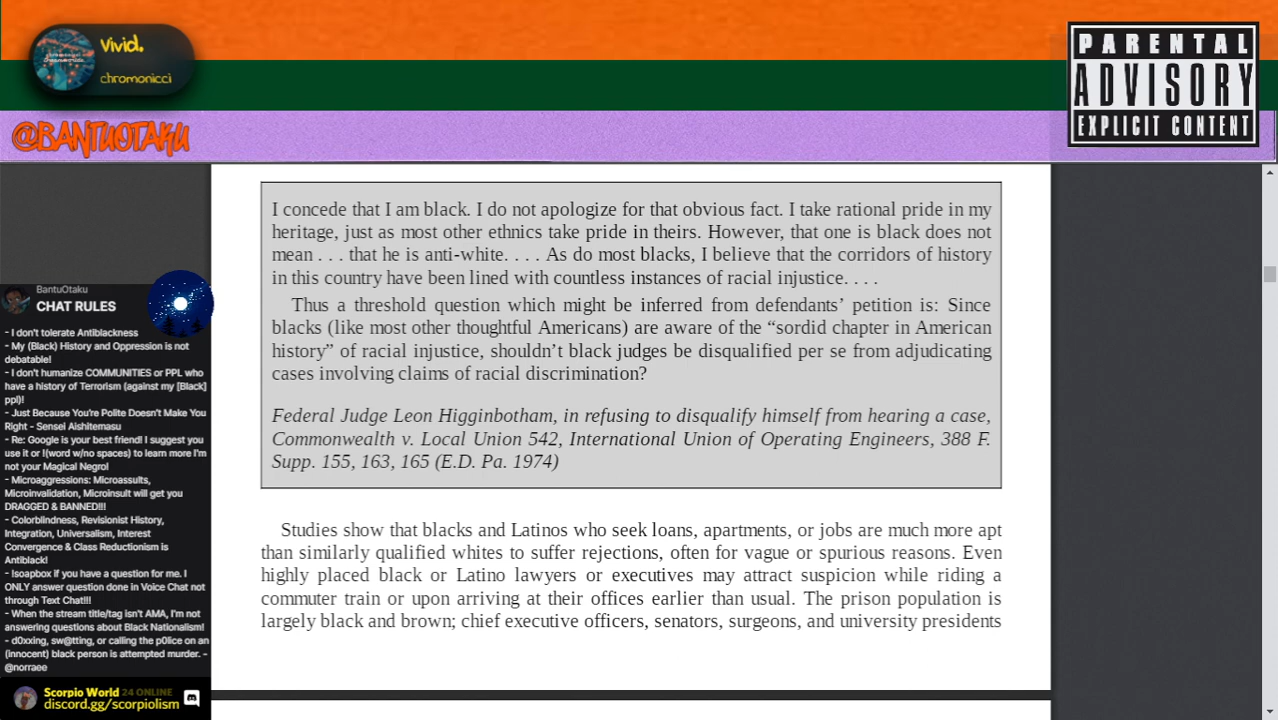 Vivid.
chromonicci
PARENTAL
ADVISORY
EXPLICIT CONTENT
@BANTUOTAKU
I concede that I am black. I do not apologize for that obvious fact. I take rational pride in my
heritage, just as most other ethnics take pride in theirs. However, that one is black does not
mean . . . that he is anti-white. . . . As do most blacks, I believe that the corridors of history
in this country have been lined with countless instances of racial injustice. . . .
Thus a threshold question which might be inferred from defendants’ petition is: Since
blacks (like most other thoughtful Americans) are aware of the “sordid chapter in American
history” of racial injustice, shouldn’t black judges be disqualified per se from adjudicating
cases involving claims of racial discrimination?
Federal Judge Leon Higginbotham, in refusing to disqualify himself from hearing a case,
Commonwealth v. Local Union 542, International Union of Operating Engineers, 388 F.
Supp. 155, 163, 165 (E.D. Pa. 1974)
Studies show that blacks and Latinos who seek loans, apartments, or jobs are much more apt
than similarly qualified whites to suffer rejections, often for vague or spurious reasons. Even
highly placed black or Latino lawyers or executives may attract suspicion while riding a
commuter train or upon arriving at their offices earlier than usual. The prison population is
largely black and brown; chief executive officers, senators, surgeons, and university presidents
BantuOtaku
CHAT RULES
- I don't tolerate Antiblackness
- My (Black) History and Oppression is not
debatable!
- I don't humanize COMMUNITIES or PPL who
have a history of Terrorism (against my [Black]
ppl)!
- Just Because You're Polite Doesn't Make You
Right - Sensei Aishitemasu
- Re: Google is your best friend! I suggest you
use it or !(word w/no spaces) to learn more I'm
not your Magical Negro!
- Microaggressions: Microassults,
Microinvalidation, Microinsult will get you
DRAGGED & BANNED!!!
- Colorblindness, Revisionist History,
Integration, Universalism, Interest
Convergence & Class Reductionism is
Antiblack!
- !soapbox if you have a question for me. I
ONLY answer question done in Voice Chat not
through Text Chat!!!
- When the stream title/tag isn't AMA, I'm not
answering questions about Black Nationalism!
- d0xxing, sw@tting, or calling the p0lice on an
(innocent) black person is attempted murder. -
@norraee
Scorpio World 24 ONLINE
discord.gg/scorpiolism